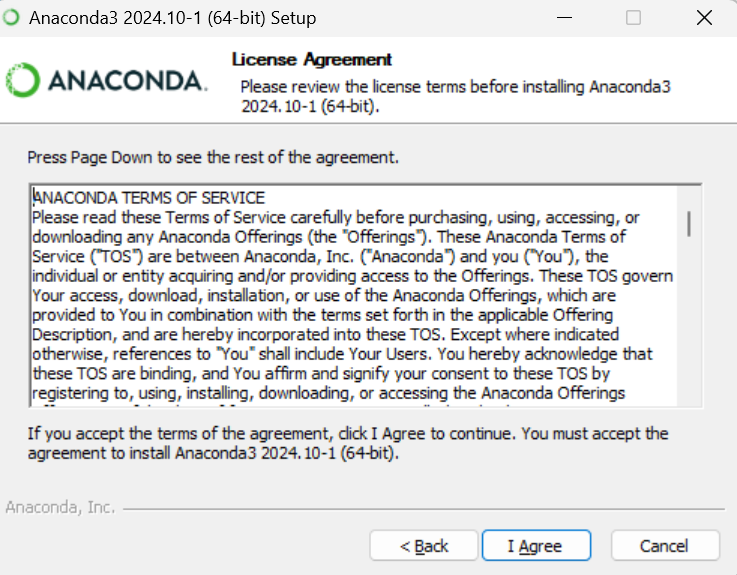 Anaconda3 2024.10-1 (64-bit) Setup
ANACONDA.
License Agreement
Please review the license terms before installing Anaconda3
2024.10-1 (64-bit).
Press Page Down to see the rest of the agreement.
ANACONDA TERMS OF SERVICE
Please read these Terms of Service carefully before purchasing, using, accessing, or
downloading any Anaconda Offerings (the "Offerings"). These Anaconda Terms of
Service ("TOS") are between Anaconda, Inc. ("Anaconda") and you ("You"), the
individual or entity acquiring and/or providing access to the Offerings. These TOS govern
Your access, download, installation, or use of the Anaconda Offerings, which are
provided to You in combination with the terms set forth in the applicable Offering
Description, and are hereby incorporated into these TOS. Except where indicated
otherwise, references to "You" shall include Your Users. You hereby acknowledge that
these TOS are binding, and You affirm and signify your consent to these TOS by
registering to, using, installing, downloading, or accessing the Anaconda Offerings
If you accept the terms of the agreement, click I Agree to continue. You must accept the
agreement to install Anaconda3 2024.10-1 (64-bit).
Anaconda, Inc.
< Back
I Agree
Cancel